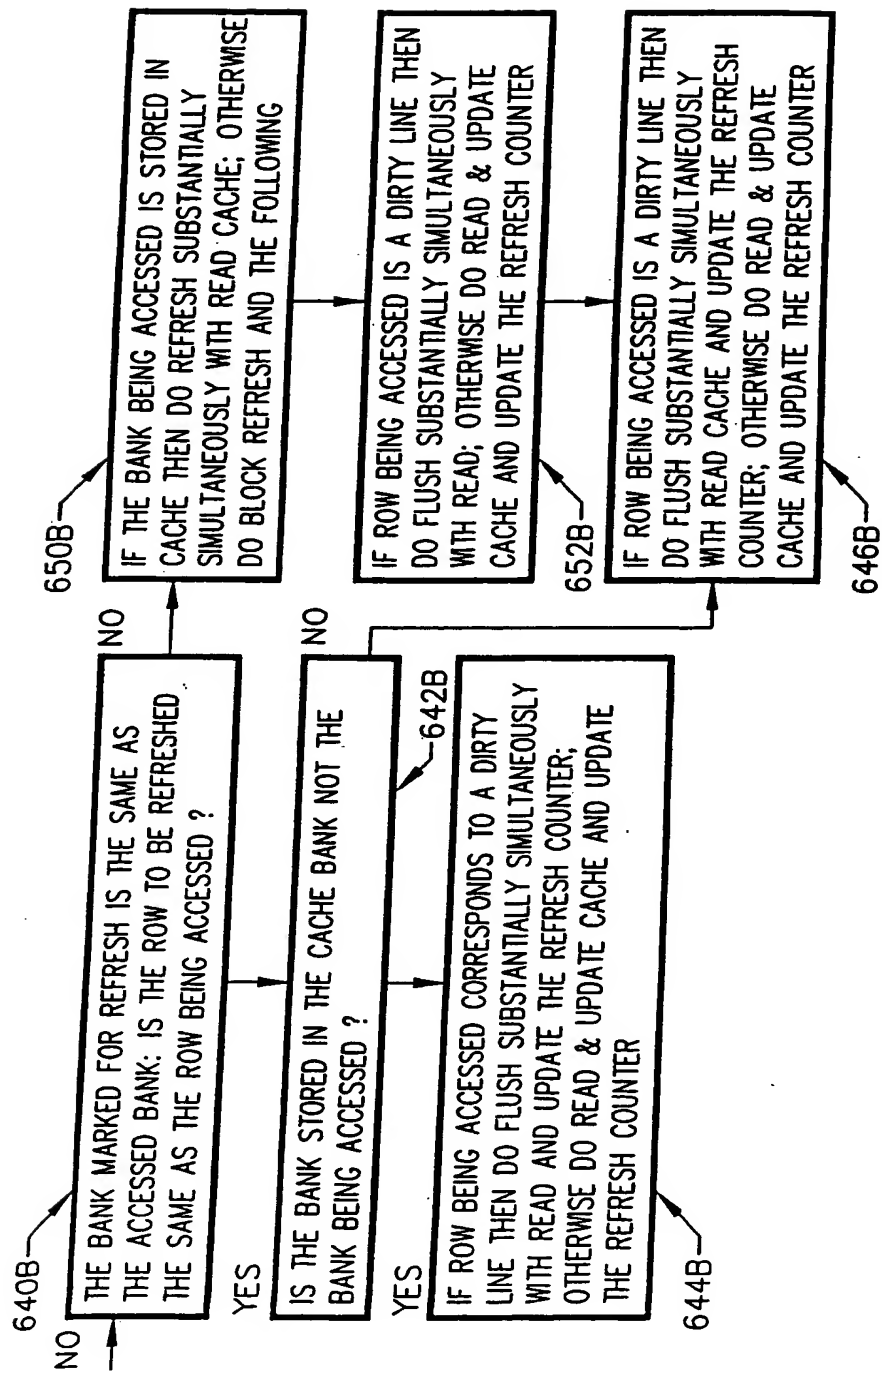 NO
640B
THE BANK MARKED FOR REFRESH IS THE SAME AS
THE ACCESSED BANK: IS THE ROW TO BE REFRESHED
THE SAME AS THE ROW BEING ACCESSED ?
NO
YES
IS THE BANK STORED IN THE CACHE BANK NOT THE
BANK BEING ACCESSED ?
NO
642B
YES
IF ROW BEING ACCESSED CORRESPONDS TO A DIRTY
LINE THEN DO FLUSH SUBSTANTIALLY SIMULTANEOUSLY
WITH READ AND UPDATE THE REFRESH COUNTER;
OTHERWISE DO READ & UPDATE CACHE AND UPDATE
THE REFRESH COUNTER
644B
650B
IF THE BANK BEING ACCESSED IS STORED IN
CACHE THEN DO REFRESH SUBSTANTIALLY
SIMULTANEOUSLY WITH READ CACHE; OTHERWISE
DO BLOCK REFRESH AND THE FOLLOWING
IF ROW BEING ACCESSED IS A DIRTY LINE THEN
DO FLUSH SUBSTANTIALLY SIMULTANEOUSLY
WITH READ; OTHERWISE DO READ & UPDATE
CACHE AND UPDATE THE REFRESH COUNTER
652B
IF ROW BEING ACCESSED IS A DIRTY LINE THEN
DO FLUSH SUBSTANTIALLY SIMULTANEOUSLY
WITH READ CACHE AND UPDATE THE REFRESH
COUNTER; OTHERWISE DO READ & UPDATE
CACHE AND UPDATE THE REFRESH COUNTER
646B